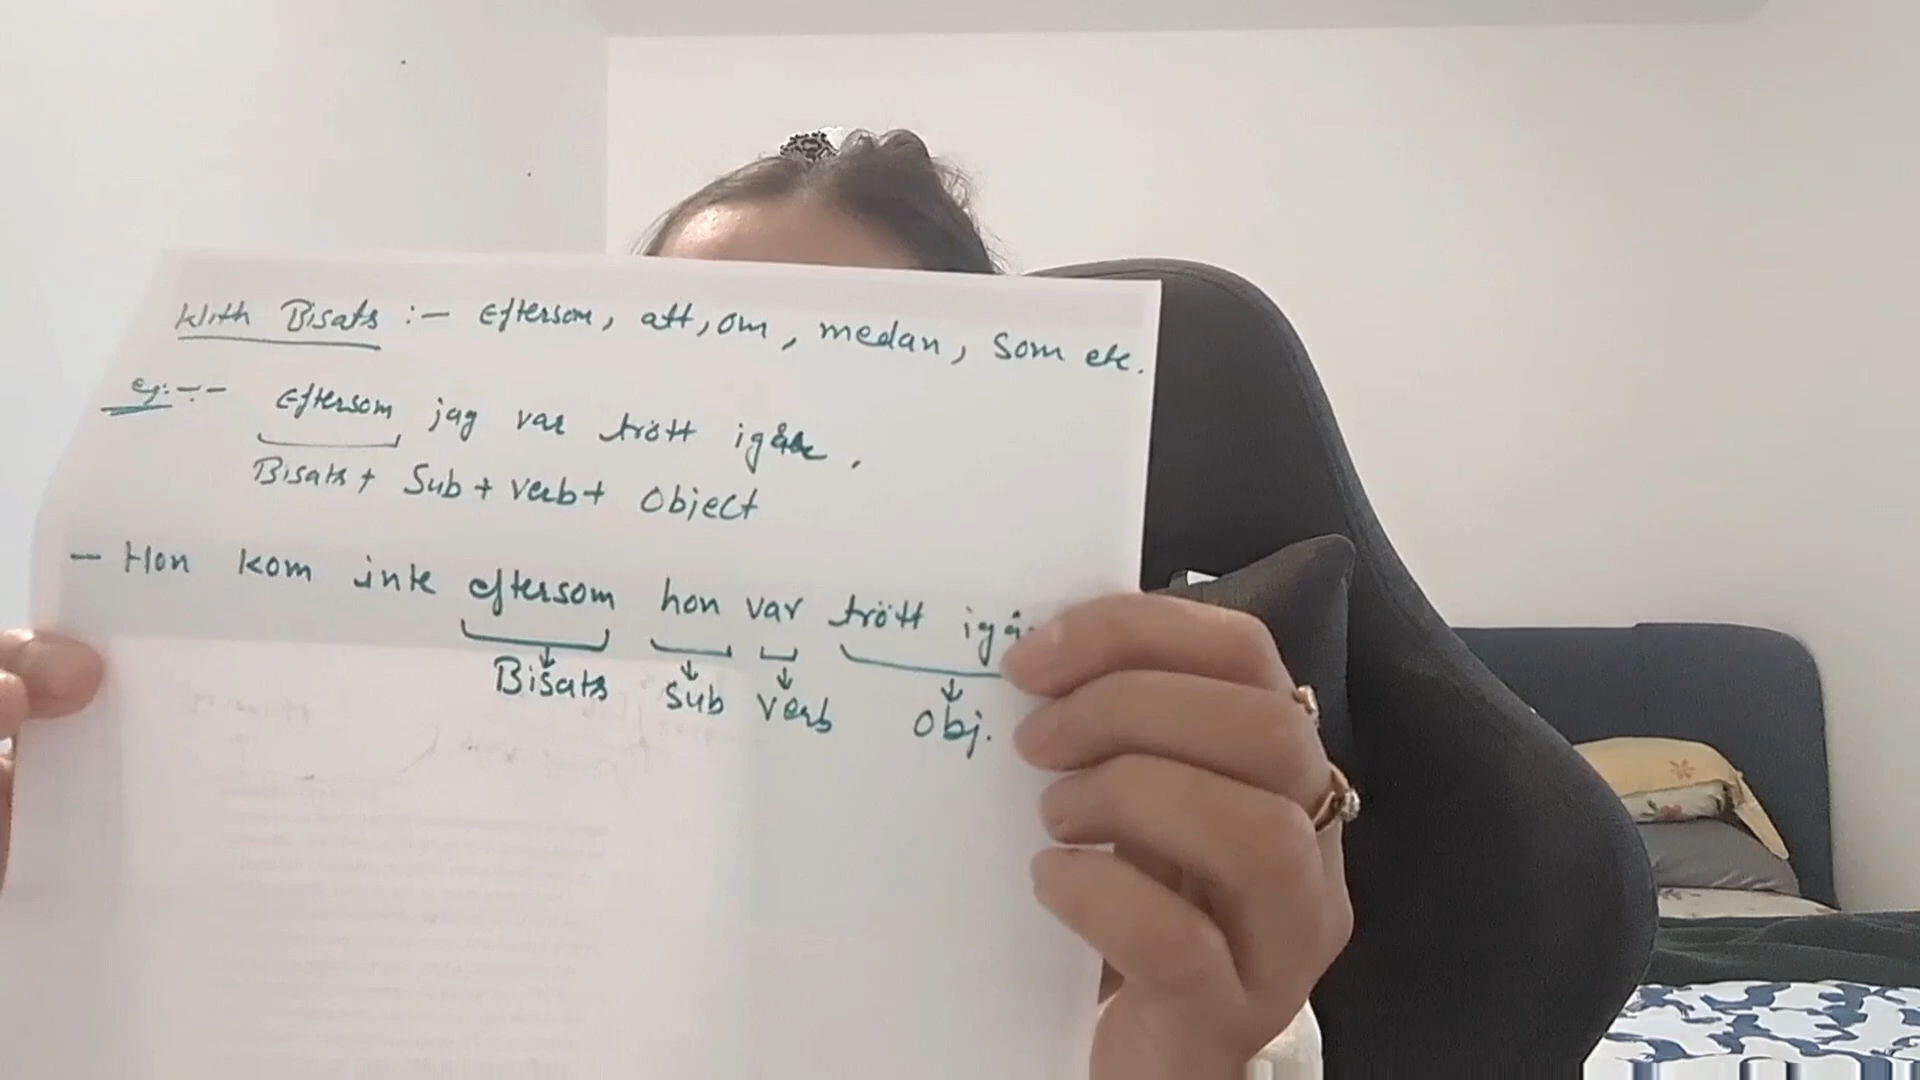 With Bisats :- Eftersom, att, om, medan, som etc.
eg:-- Eftersom jag var trött igår.
Bisats + Sub + verb + Object
- Hon kom inte eftersom hon var trött igå
Bisats sub verb obj.